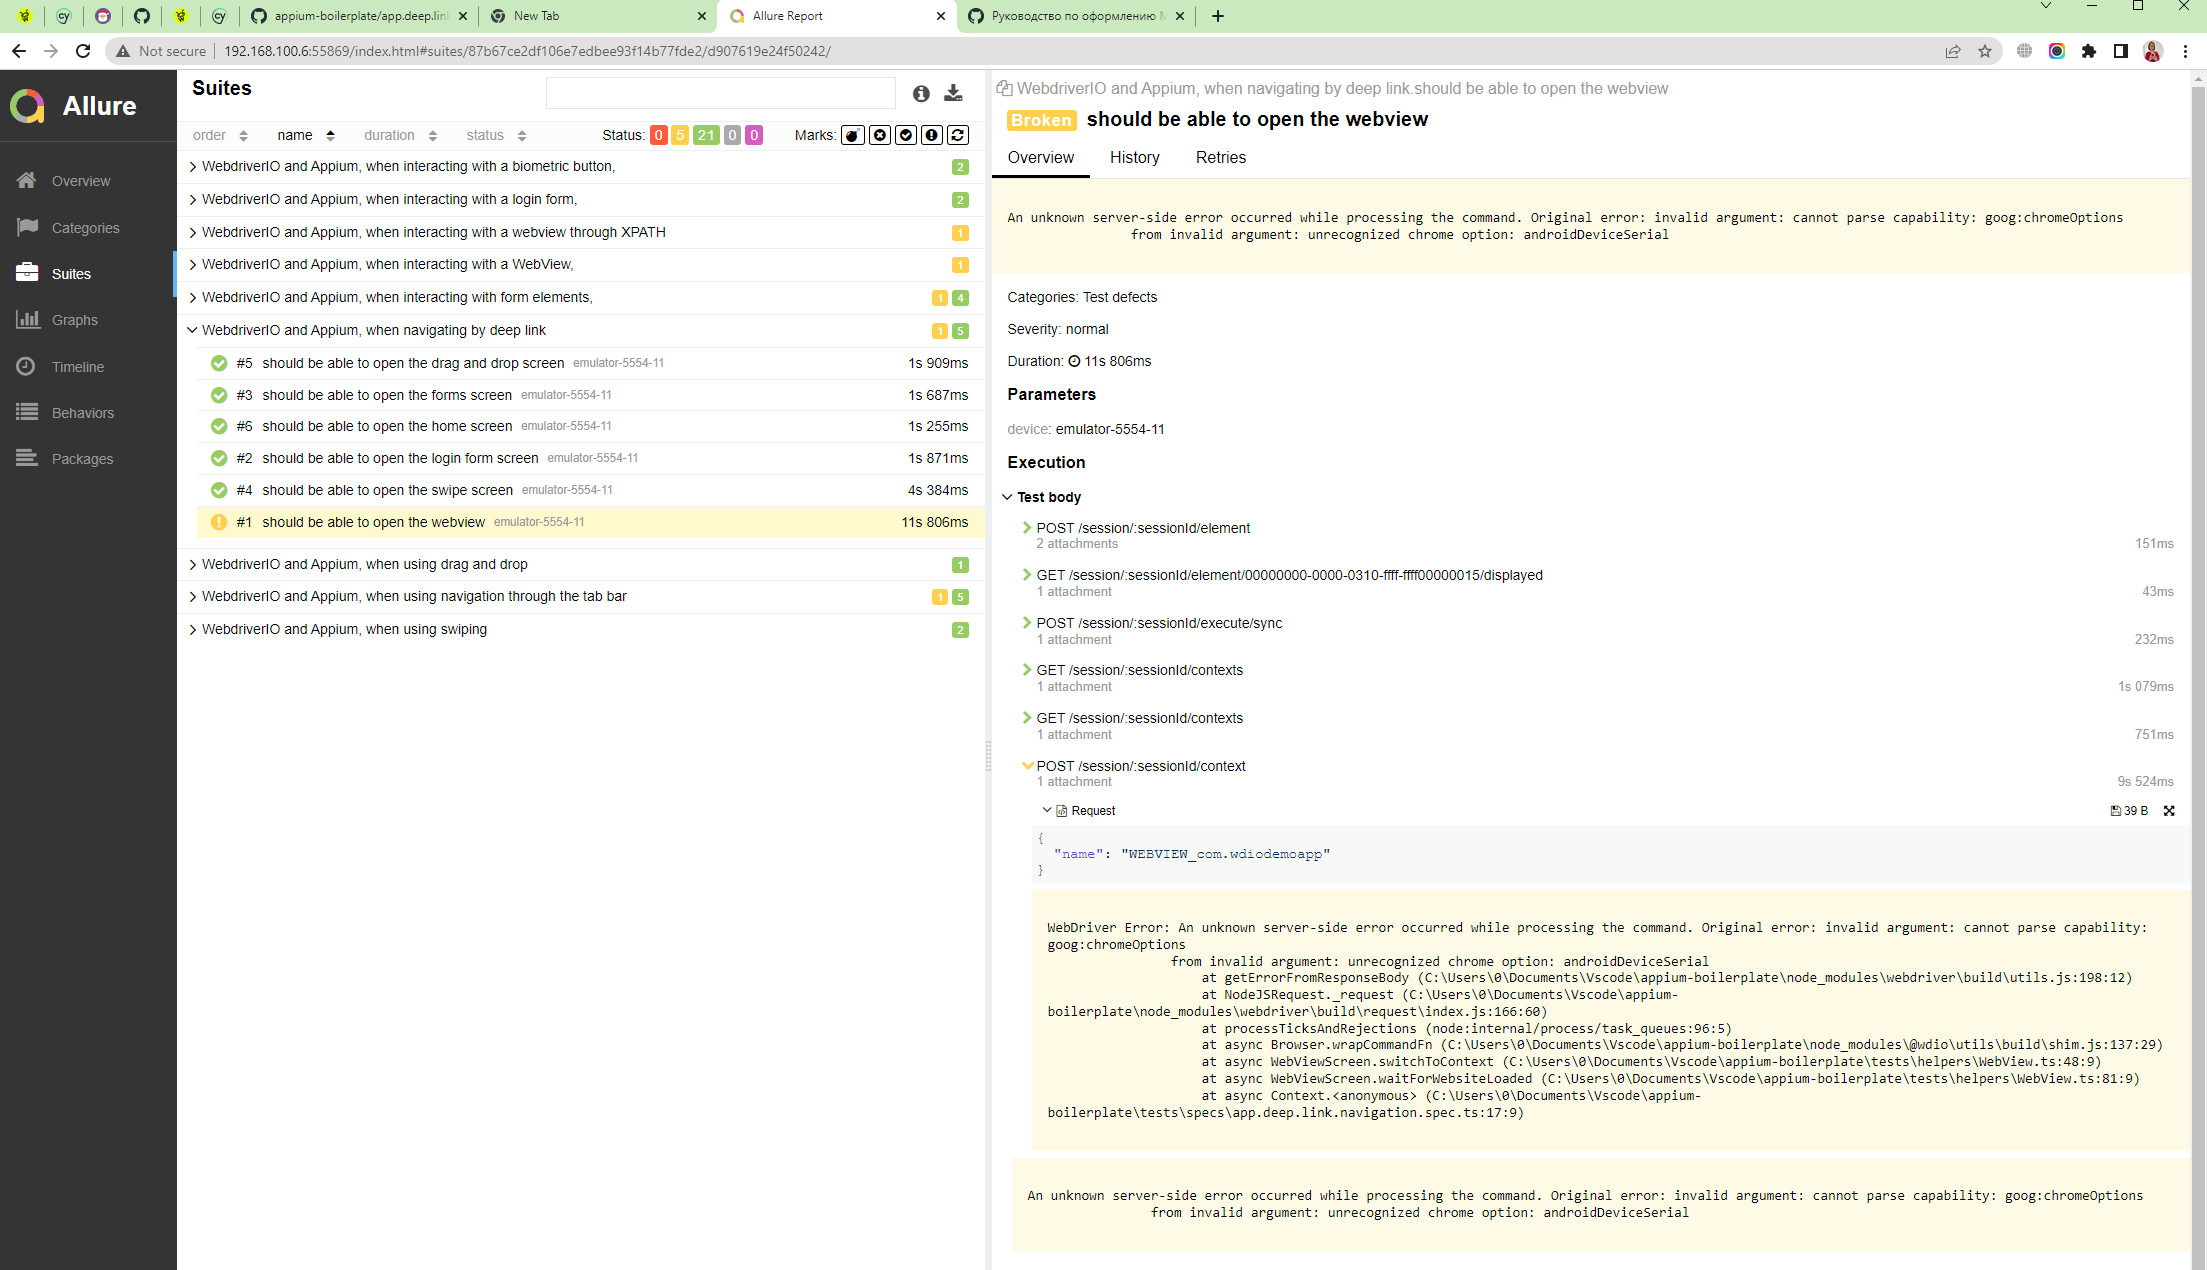 appium-boilerplate/app.deep.lin
New Tab
Allure Report
Руководство по оформлению M
Not secure
192.168.100.6:55869/index.html#suites/87b67ce2df106e7edbee93f14b77fde2/d907619e24f50242/
Allure
Overview
Categories
Suites
Graphs
Timeline
Behaviors
Packages
Suites
order name duration status Status: 0 5 21 0 0 Marks:
WebdriverIO and Appium, when interacting with a biometric button, 2
WebdriverIO and Appium, when interacting with a login form, 2
WebdriverIO and Appium, when interacting with a webview through XPATH 1
WebdriverIO and Appium, when interacting with a WebView, 1
WebdriverIO and Appium, when interacting with form elements, 1 4
WebdriverIO and Appium, when navigating by deep link 1 5
#5 should be able to open the drag and drop screen emulator-5554-11 1s 909ms
#3 should be able to open the forms screen emulator-5554-11 1s 687ms
#6 should be able to open the home screen emulator-5554-11 1s 255ms
#2 should be able to open the login form screen emulator-5554-11 1s 871ms
#4 should be able to open the swipe screen emulator-5554-11 4s 384ms
#1 should be able to open the webview emulator-5554-11 11s 806ms
WebdriverIO and Appium, when using drag and drop 1
WebdriverIO and Appium, when using navigation through the tab bar 1 5
WebdriverIO and Appium, when using swiping 2
WebdriverIO and Appium, when navigating by deep link.should be able to open the webview
Broken should be able to open the webview
Overview History Retries
An unknown server-side error occurred while processing the command. Original error: invalid argument: cannot parse capability: goog:chromeOptions
from invalid argument: unrecognized chrome option: androidDeviceSerial
Categories: Test defects
Severity: normal
Duration: 11s 806ms
Parameters
device: emulator-5554-11
Execution
Test body
POST /session/:sessionId/element
2 attachments 151ms
GET /session/:sessionId/element/00000000-0000-0310-ffff-ffff00000015/displayed
1 attachment 43ms
POST /session/:sessionId/execute/sync
1 attachment 232ms
GET /session/:sessionId/contexts
1 attachment 1s 079ms
GET /session/:sessionId/contexts
1 attachment 751ms
POST /session/:sessionId/context
1 attachment 9s 524ms
Request 39 B
{
"name": "WEBVIEW_com.wdiodemoapp"
}
WebDriver Error: An unknown server-side error occurred while processing the command. Original error: invalid argument: cannot parse capability:
goog:chromeOptions
from invalid argument: unrecognized chrome option: androidDeviceSerial
at getErrorFromResponseBody (C:\Users\0\Documents\Vscode\appium-boilerplate\node_modules\webdriver\build\utils.js:198:12)
at NodeJSRequest._request (C:\Users\0\Documents\Vscode\appium-
boilerplate\node_modules\webdriver\build\request\index.js:166:60)
at processTicksAndRejections (node:internal/process/task_queues:96:5)
at async Browser.wrapCommandFn (C:\Users\0\Documents\Vscode\appium-boilerplate\node_modules\@wdio\utils\build\shim.js:137:29)
at async WebViewScreen.switchToContext (C:\Users\0\Documents\Vscode\appium-boilerplate\tests\helpers\WebView.ts:48:9)
at async WebViewScreen.waitForWebsiteLoaded (C:\Users\0\Documents\Vscode\appium-boilerplate\tests\helpers\WebView.ts:81:9)
at async Context.<anonymous> (C:\Users\0\Documents\Vscode\appium-
boilerplate\tests\specs\app.deep.link.navigation.spec.ts:17:9)
An unknown server-side error occurred while processing the command. Original error: invalid argument: cannot parse capability: goog:chromeOptions
from invalid argument: unrecognized chrome option: androidDeviceSerial